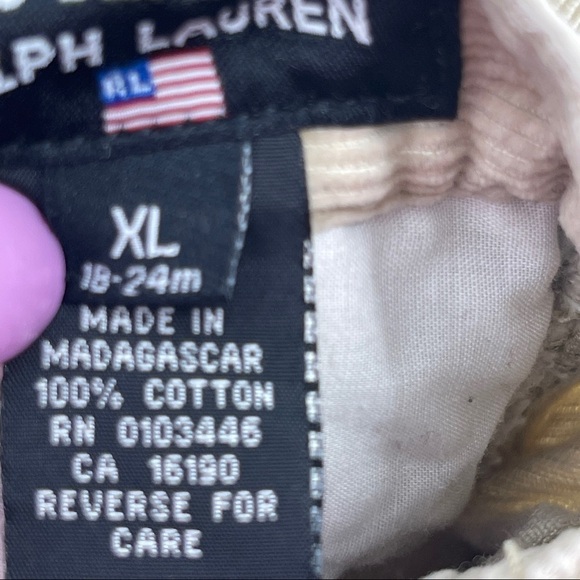 LPH LAUREN
RL
XL
18-24m
MADE IN
MADAGASCAR
100% COTTON
RN 0103446
CA 16190
REVERSE FOR
CARE